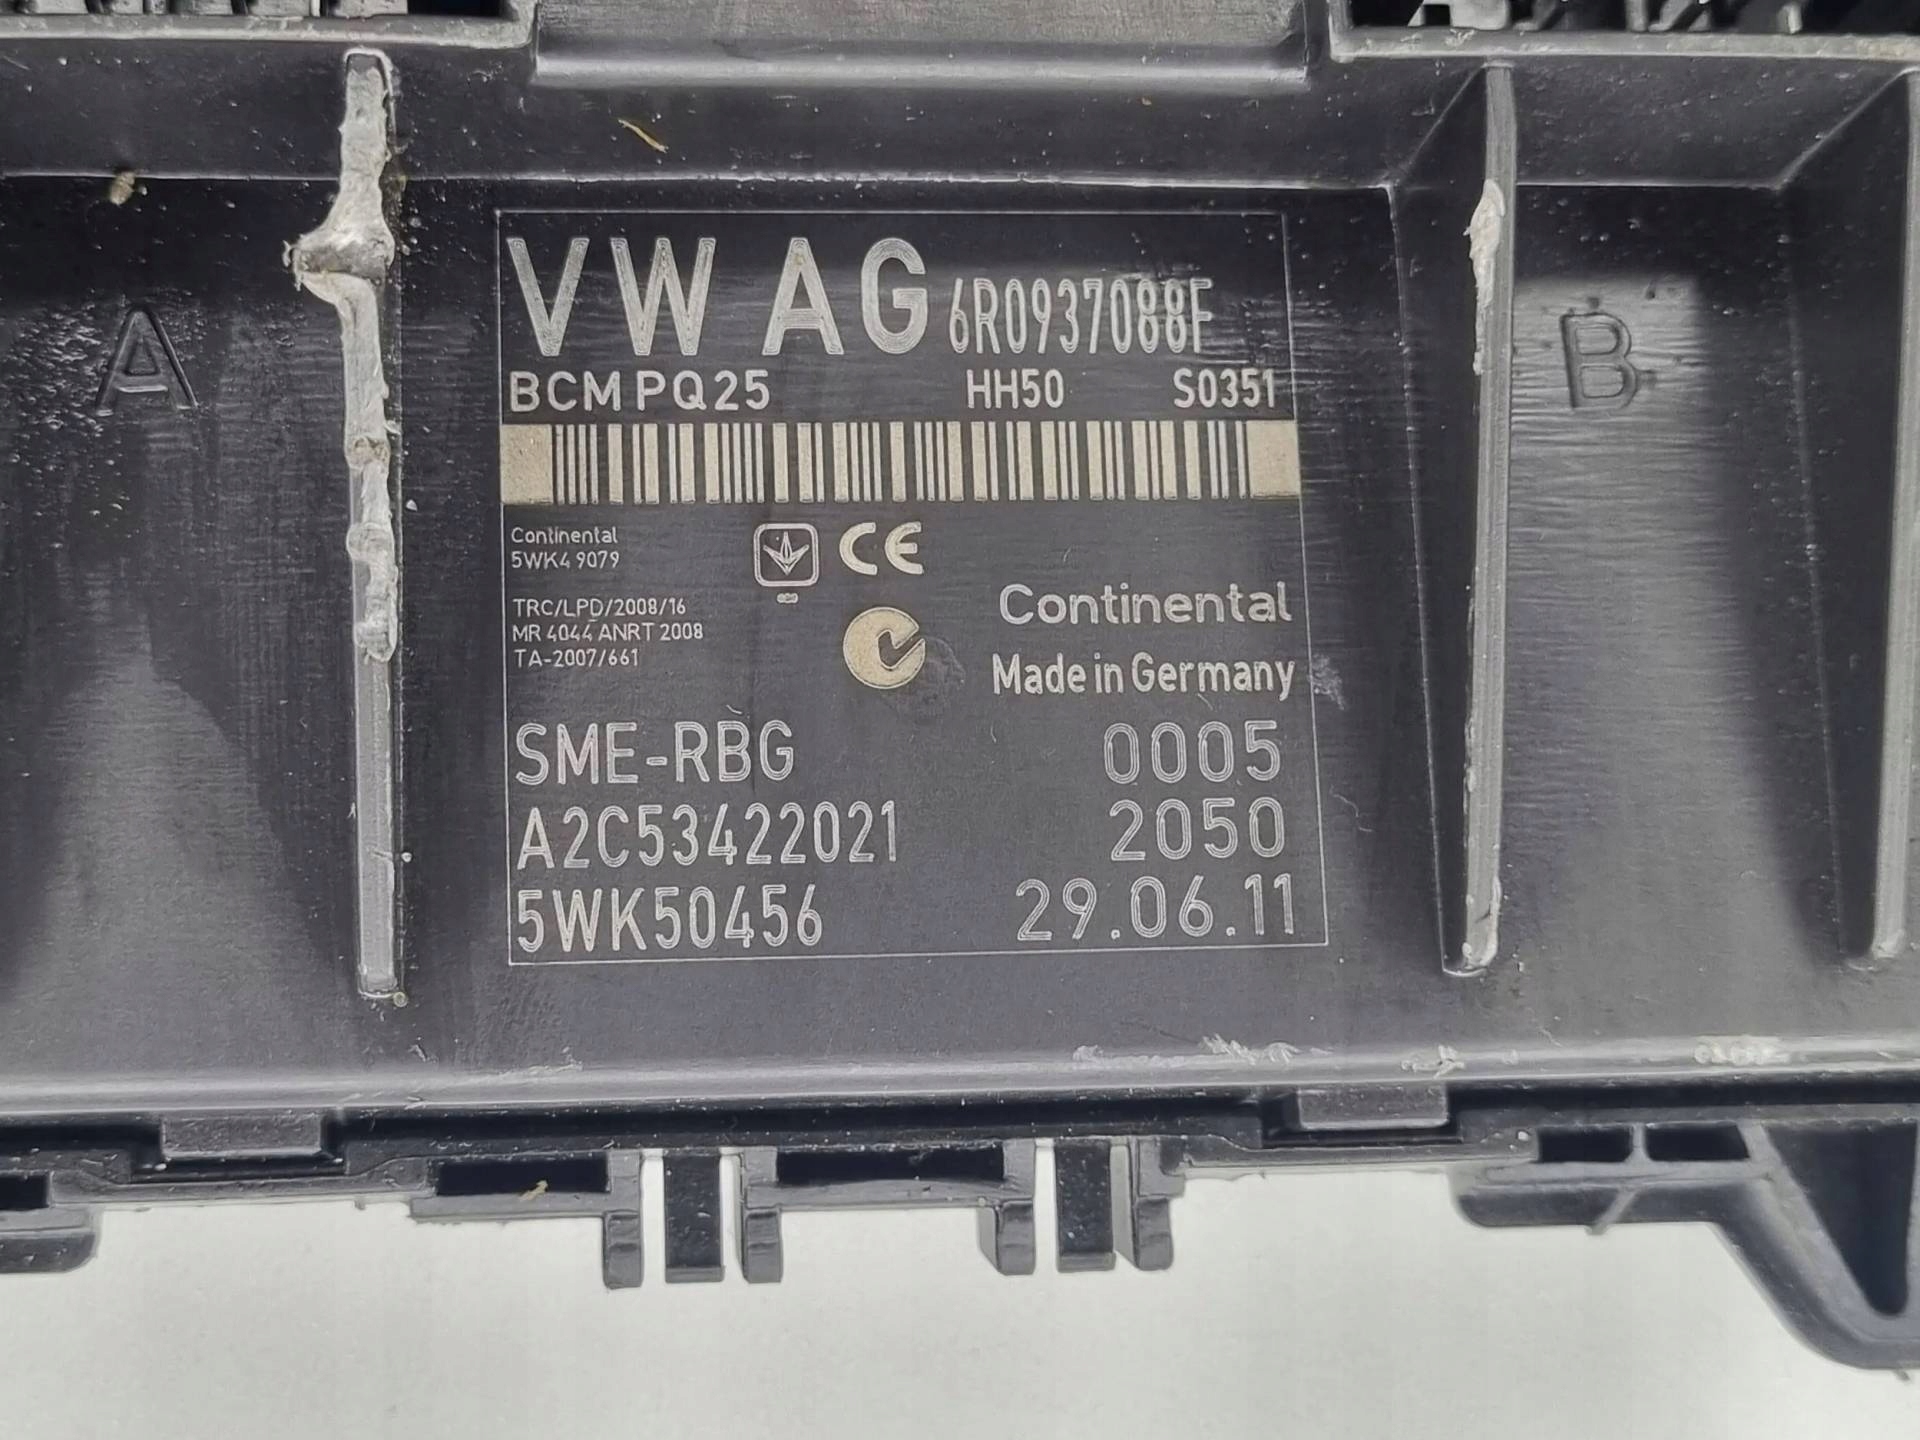 VW AG 6R0937088F
BCM PQ25 HH50 S0351
A
B
Continental
5WK4 9079
CE
TRC/LPD/2008/16
MR 4044 ANRT 2008
TA-2007/661
Continental
Made in Germany
SME-RBG 0005
A2C53422021 2050
5WK50456 29.06.11